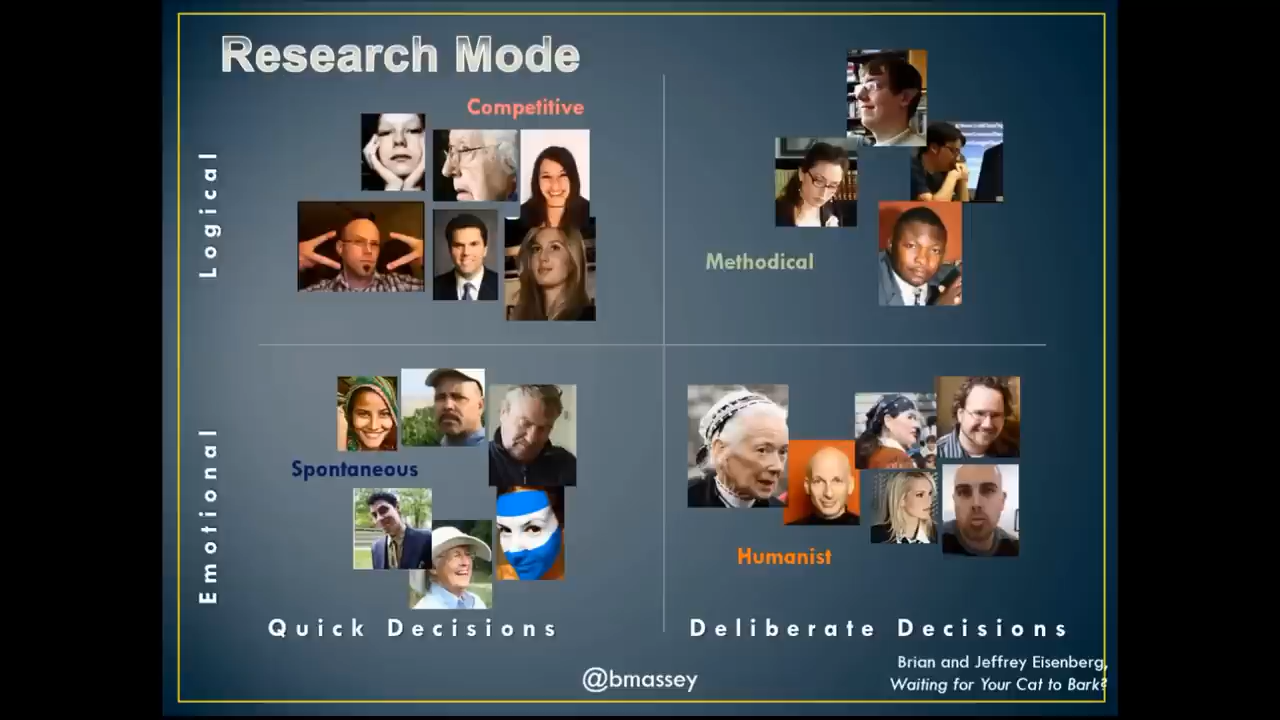 Research Mode
Competitive
Logical
Methodical
Spontaneous
Emotional
Humanist
Quick Decisions
Deliberate Decisions
Brian and Jeffrey Eisenberg,
Waiting for Your Cat to Bark?
@bmassey